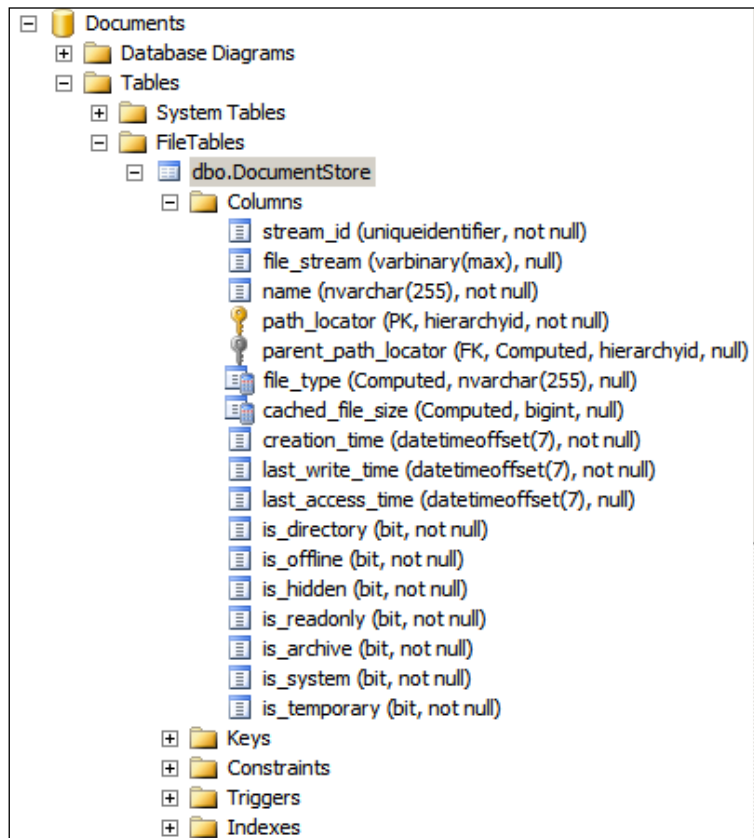 Documents
Database Diagrams
Tables
System Tables
FileTables
dbo.DocumentStore
Columns
stream_id (uniqueidentifier, not null)
file_stream (varbinary(max), null)
name (nvarchar(255), not null)
path_locator (PK, hierarchyid, not null)
parent_path_locator (FK, Computed, hierarchyid, null)
file_type (Computed, nvarchar(255), null)
cached_file_size (Computed, bigint, null)
creation_time (datetimeoffset(7), not null)
last_write_time (datetimeoffset(7), not null)
last_access_time (datetimeoffset(7), null)
is_directory (bit, not null)
is_offline (bit, not null)
is_hidden (bit, not null)
is_readonly (bit, not null)
is_archive (bit, not null)
is_system (bit, not null)
is_temporary (bit, not null)
Keys
Constraints
Triggers
Indexes